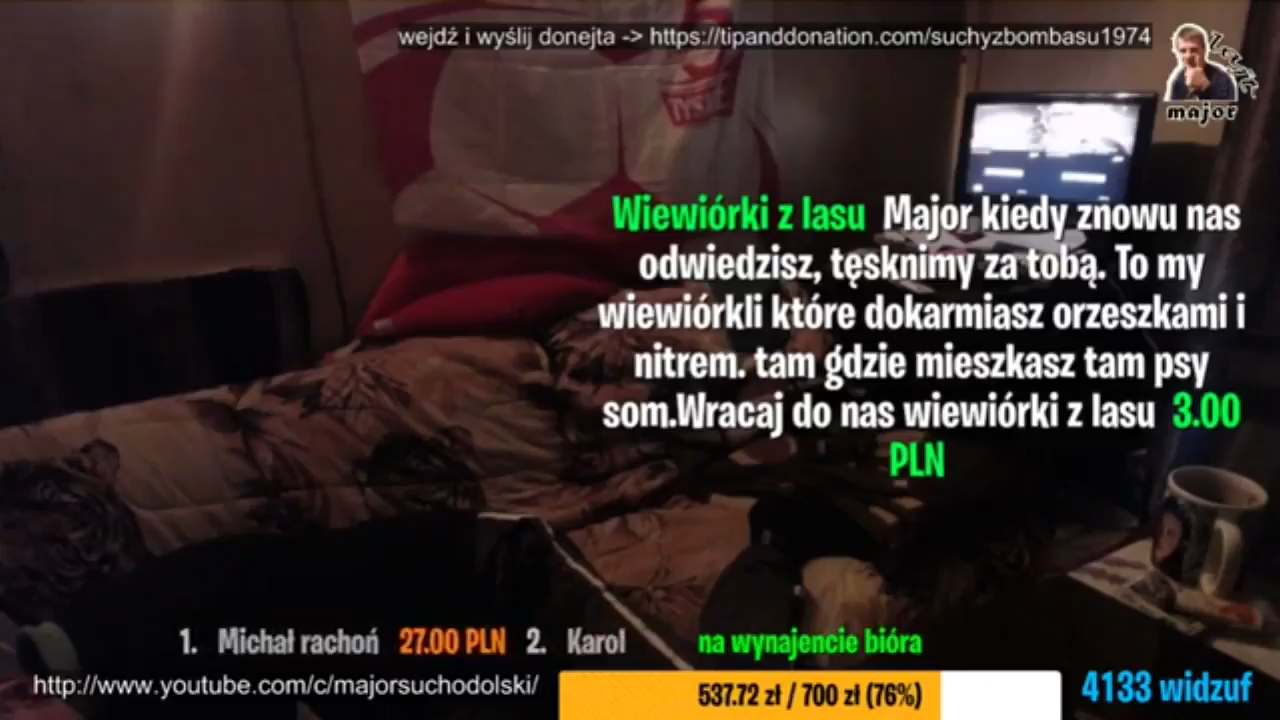 wejdź i wyślij donejta -> https://tipanddonation.com/suchyzbombasu1974
major
TYSKIE
Wiewiórki z lasu Major kiedy znowu nas
odwiedzisz, tęsknimy za tobą. To my
wiewiórkli które dokarmiasz orzeszkami i
nitrem. tam gdzie mieszkasz tam psy
som.Wracaj do nas wiewiórki z lasu 3.00
PLN
1. Michał rachoń 27.00 PLN 2. Karol
na wynajencie bióra
http://www.youtube.com/c/majorsuchodolski/
537.72 zł / 700 zł (76%)
4133 widzuf